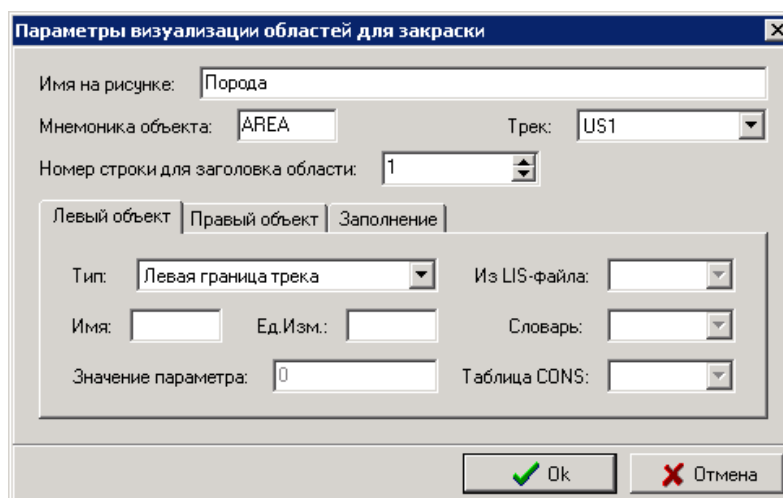 Параметры визуализации областей для закраски
Имя на рисунке: Порода
Мнемоника объекта: AREA Трек: US1
Номер строки для заголовка области: 1
Левый объект Правый объект Заполнение
Тип: Левая граница трека Из LIS-файла:
Имя: Ед.Изм.: Словарь:
Значение параметра: 0 Таблица CONS:
Ok Отмена